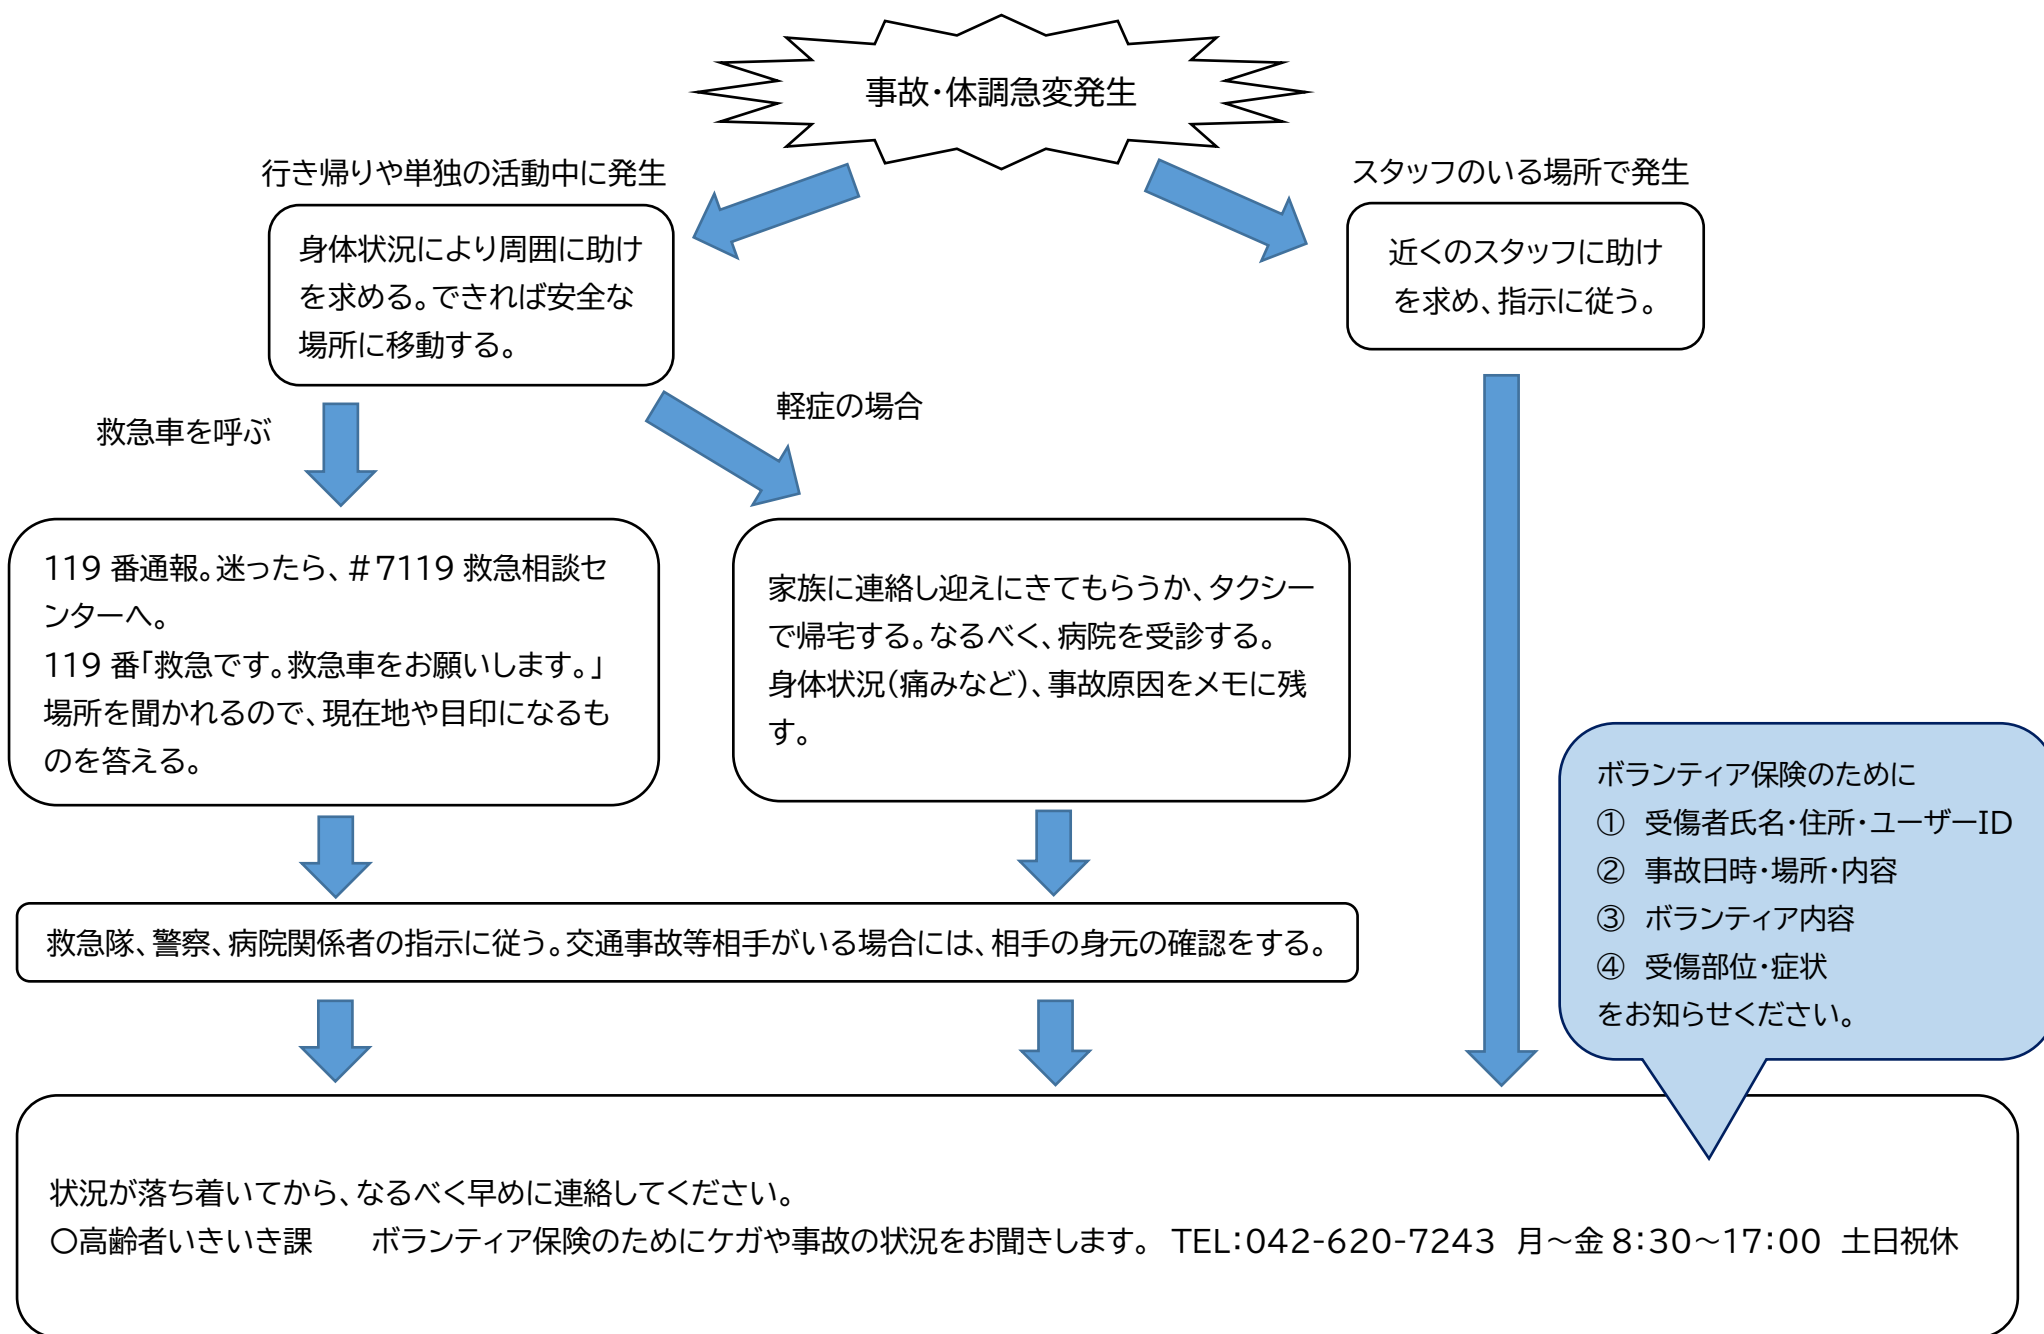 事故・体調急変発生
行き帰りや単独の活動中に発生
スタッフのいる場所で発生
身体状況により周囲に助け
を求める。できれば安全な
場所に移動する。
近くのスタッフに助け
を求め、指示に従う。
救急車を呼ぶ
軽症の場合
119 番通報。迷ったら、＃7119 救急相談セ
ンターへ。
119 番「救急です。救急車をお願いします。」
場所を聞かれるので、現在地や目印になるも
のを答える。
家族に連絡し迎えにきてもらうか、タクシー
で帰宅する。なるべく、病院を受診する。
身体状況（痛みなど）、事故原因をメモに残
す。
ボランティア保険のために
① 受傷者氏名・住所・ユーザーID
② 事故日時・場所・内容
③ ボランティア内容
④ 受傷部位・症状
をお知らせください。
救急隊、警察、病院関係者の指示に従う。交通事故等相手がいる場合には、相手の身元の確認をする。
状況が落ち着いてから、なるべく早めに連絡してください。
〇高齢者いきいき課　　ボランティア保険のためにケガや事故の状況をお聞きします。 TEL：042-620-7243 月～金 8：30～17：00 土日祝休